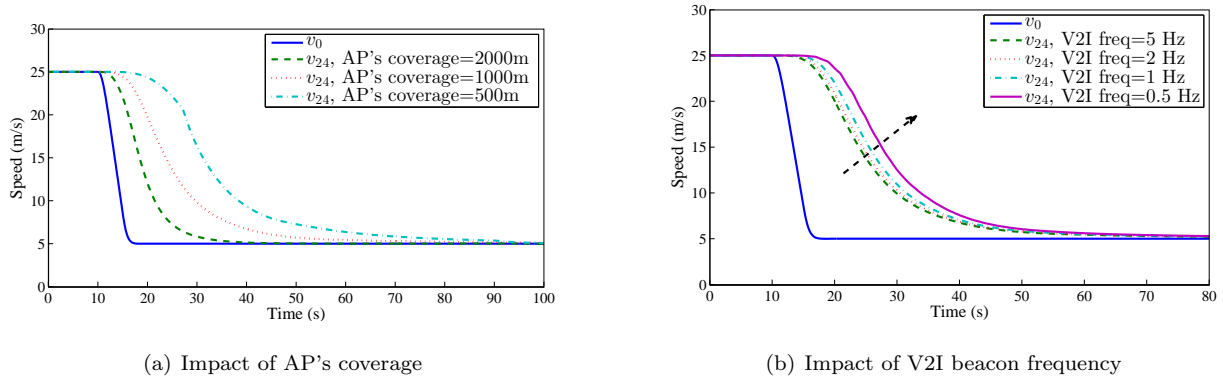 30
25
20
15
10
5
0
Speed (m/s)
0 10 20 30 40 50 60 70 80 90 100
Time (s)
v0
v24, AP's coverage=2000m
v24, AP's coverage=1000m
v24, AP's coverage=500m
(a) Impact of AP's coverage
30
25
20
15
10
5
0
Speed (m/s)
0 10 20 30 40 50 60 70 80
Time (s)
v0
v24, V2I freq=5 Hz
v24, V2I freq=2 Hz
v24, V2I freq=1 Hz
v24, V2I freq=0.5 Hz
(b) Impact of V2I beacon frequency